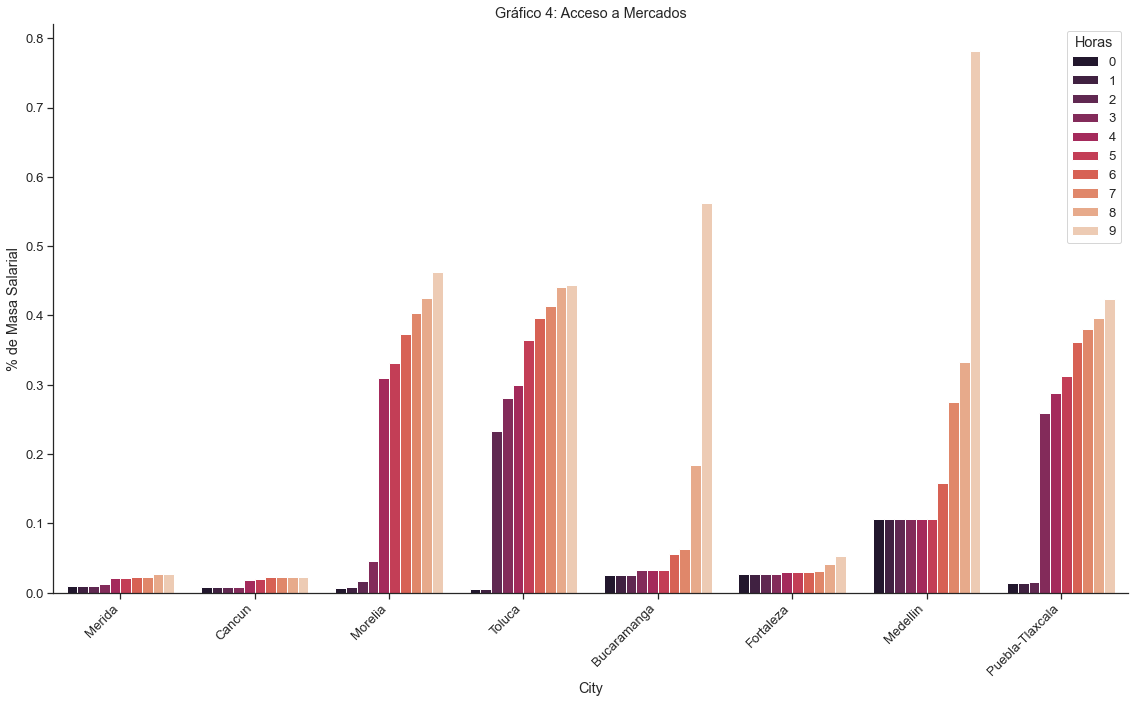 Gráfico 4: Acceso a Mercados
% de Masa Salarial
0.8
0.7
0.6
0.5
0.4
0.3
0.2
0.1
0.0
Horas
0
1
2
3
4
5
6
7
8
9
Merida
Cancun
Morelia
Toluca
Bucaramanga
Fortaleza
Medellin
Puebla-Tlaxcala
City